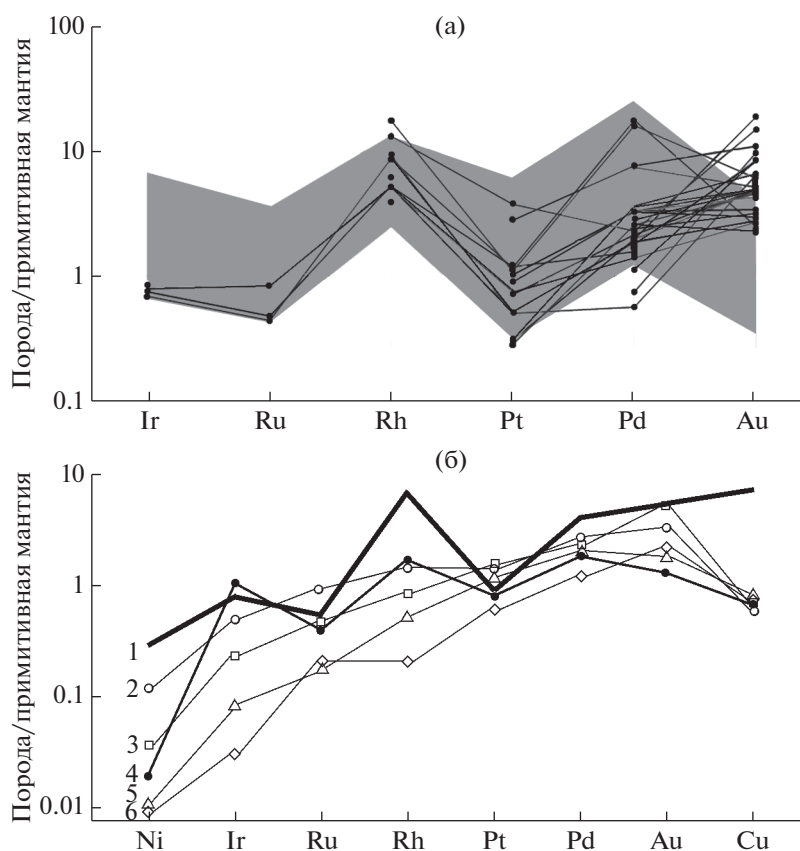 (а)
Порода/примитивная мантия
100
10
1
0.1
Ir Ru Rh Pt Pd Au
(б)
Порода/примитивная мантия
10
1
0.1
0.01
1
2
3
4
5
6
Ni Ir Ru Rh Pt Pd Au Cu